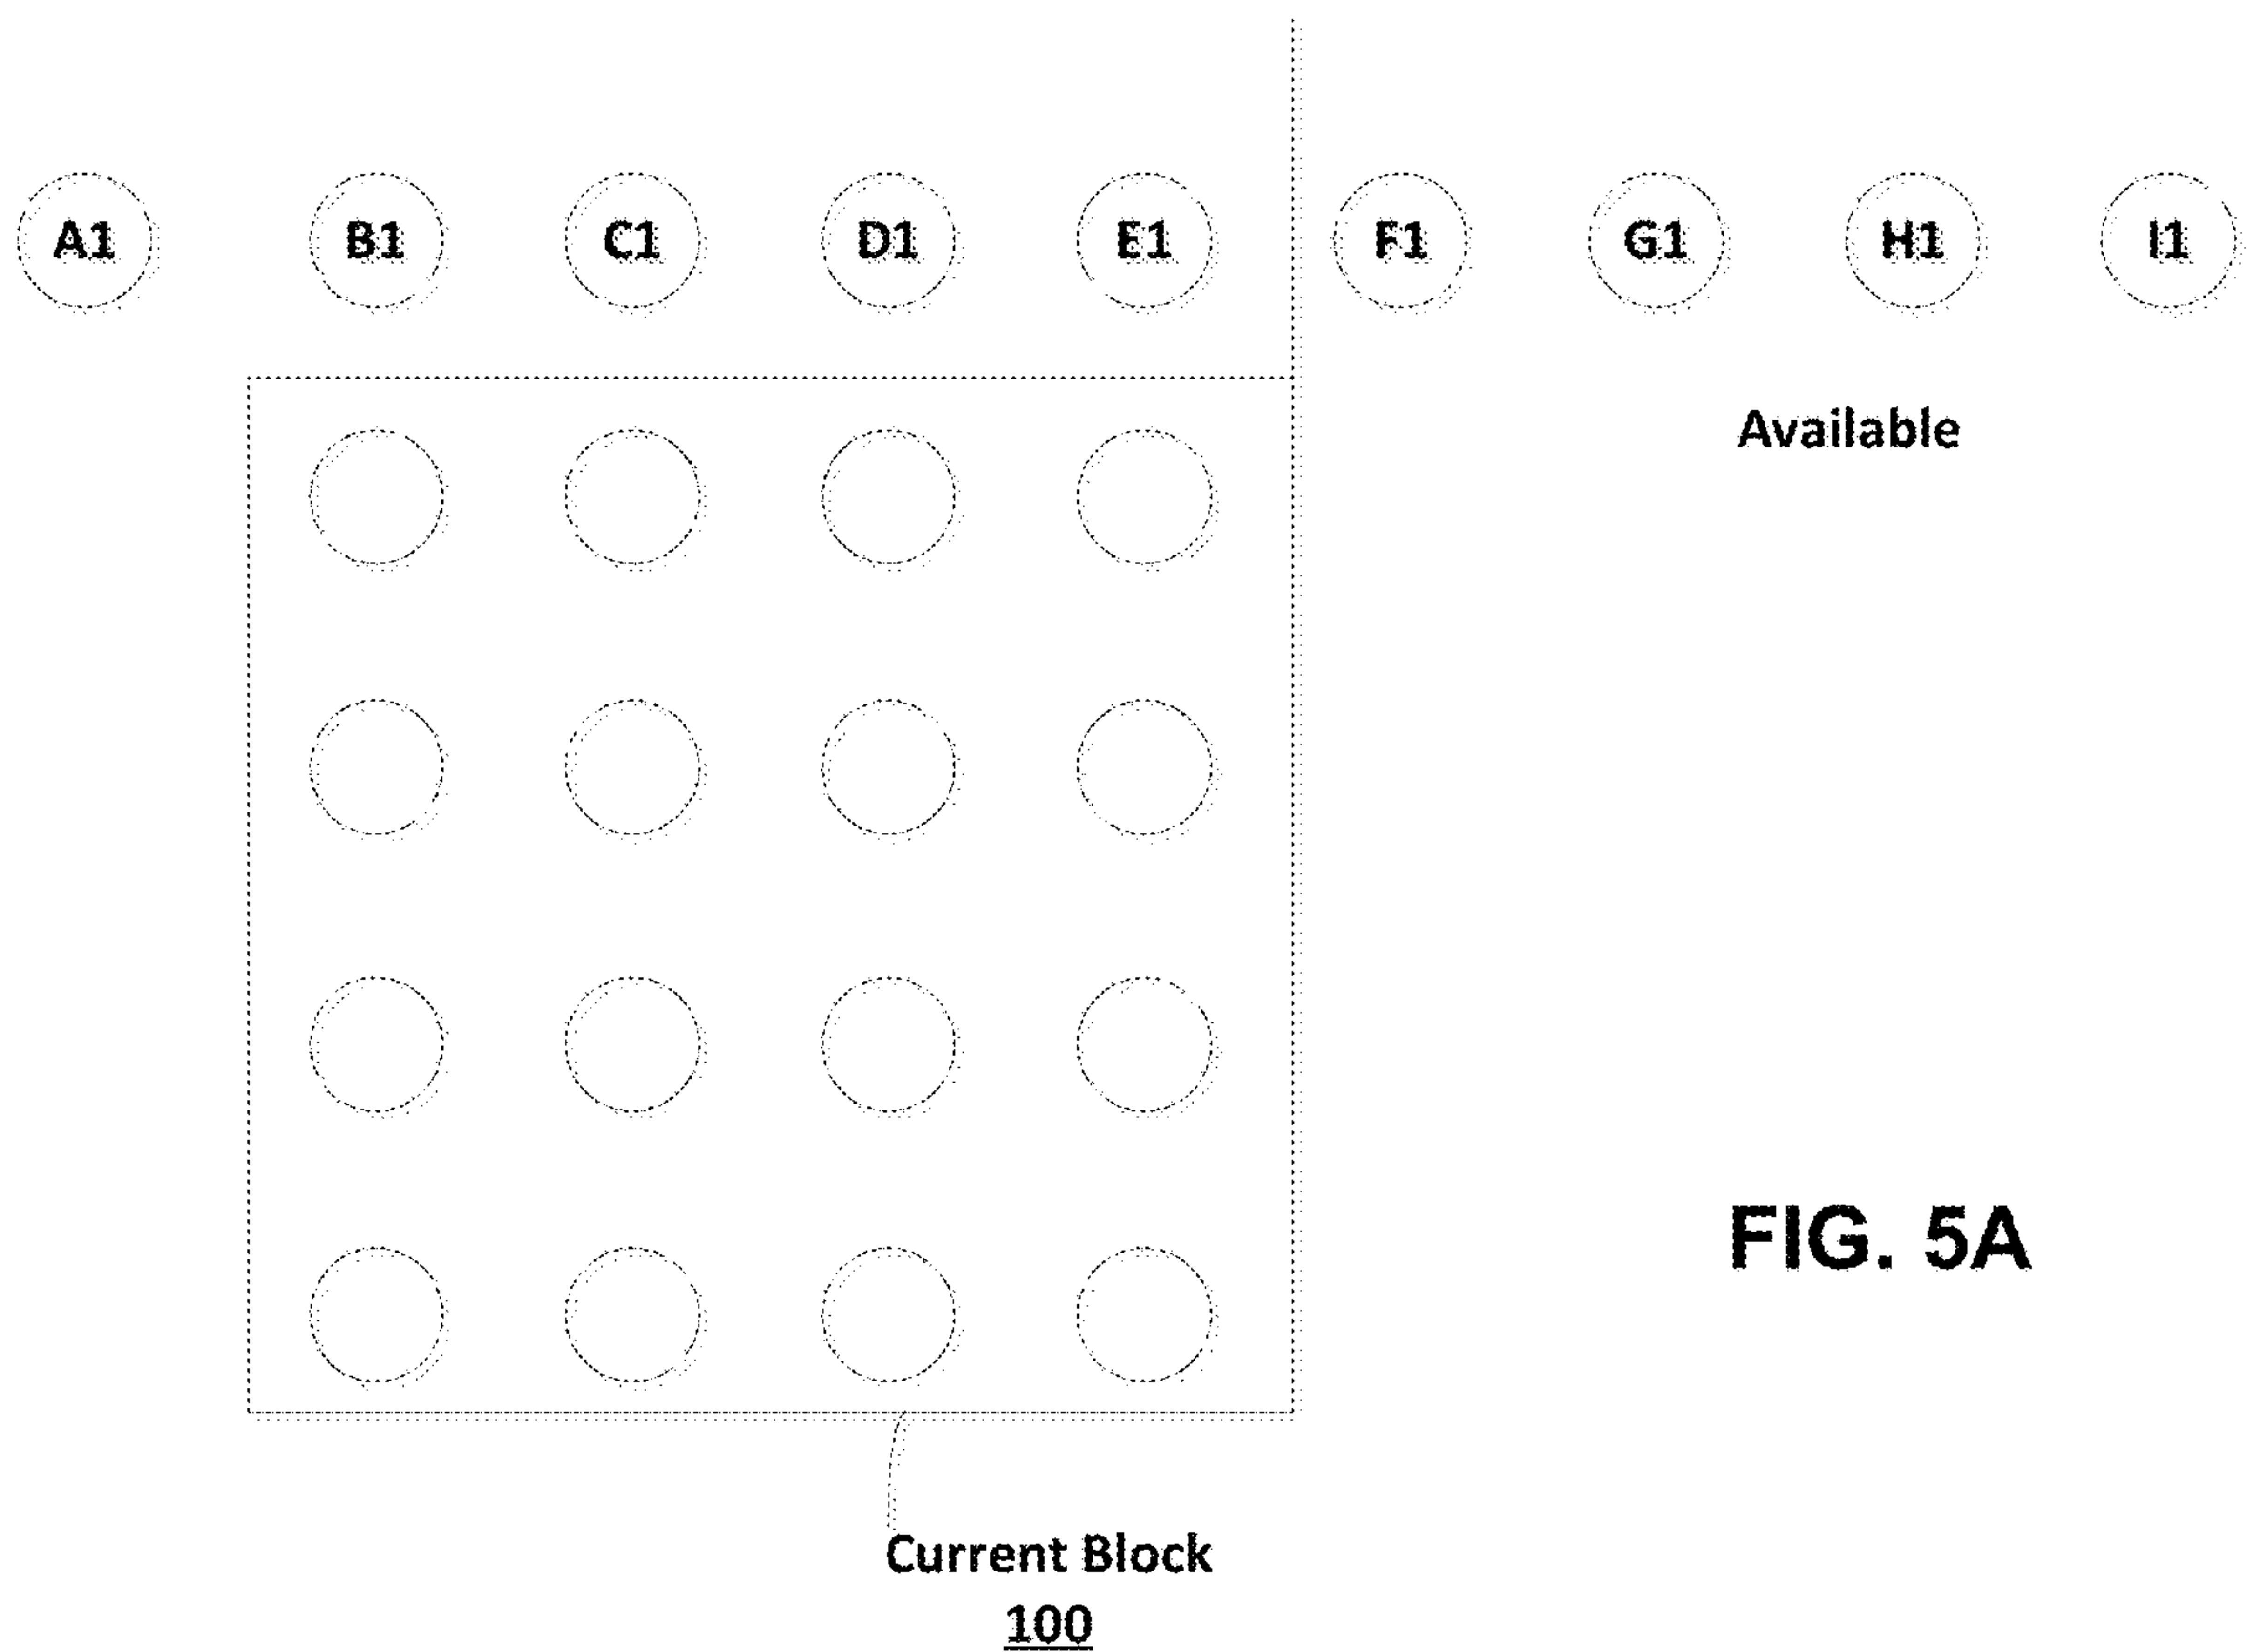 A1 B1 C1 D1 E1 F1 G1 H1 I1
Available
FIG. 5A
Current Block
100